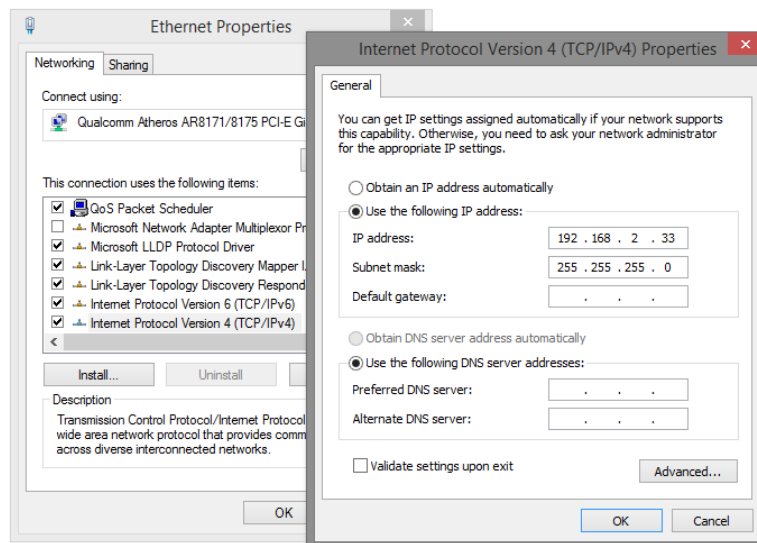 Ethernet Properties
Networking
Sharing
Connect using:
Qualcomm Atheros AR8171/8175 PCI-E Gi
This connection uses the following items:
QoS Packet Scheduler
Microsoft Network Adapter Multiplexor Pr
Microsoft LLDP Protocol Driver
Link-Layer Topology Discovery Mapper I.
Link-Layer Topology Discovery Respond
Internet Protocol Version 6 (TCP/IPv6)
Internet Protocol Version 4 (TCP/IPv4)
Install...
Uninstall
Description
Transmission Control Protocol/Internet Protocol
wide area network protocol that provides comm
across diverse interconnected networks.
OK
Internet Protocol Version 4 (TCP/IPv4) Properties
General
You can get IP settings assigned automatically if your network supports
this capability. Otherwise, you need to ask your network administrator
for the appropriate IP settings.
Obtain an IP address automatically
Use the following IP address:
IP address: 192 . 168 . 2 . 33
Subnet mask: 255 . 255 . 255 . 0
Default gateway: . . .
Obtain DNS server address automatically
Use the following DNS server addresses:
Preferred DNS server: . . .
Alternate DNS server: . . .
Validate settings upon exit
Advanced...
OK
Cancel